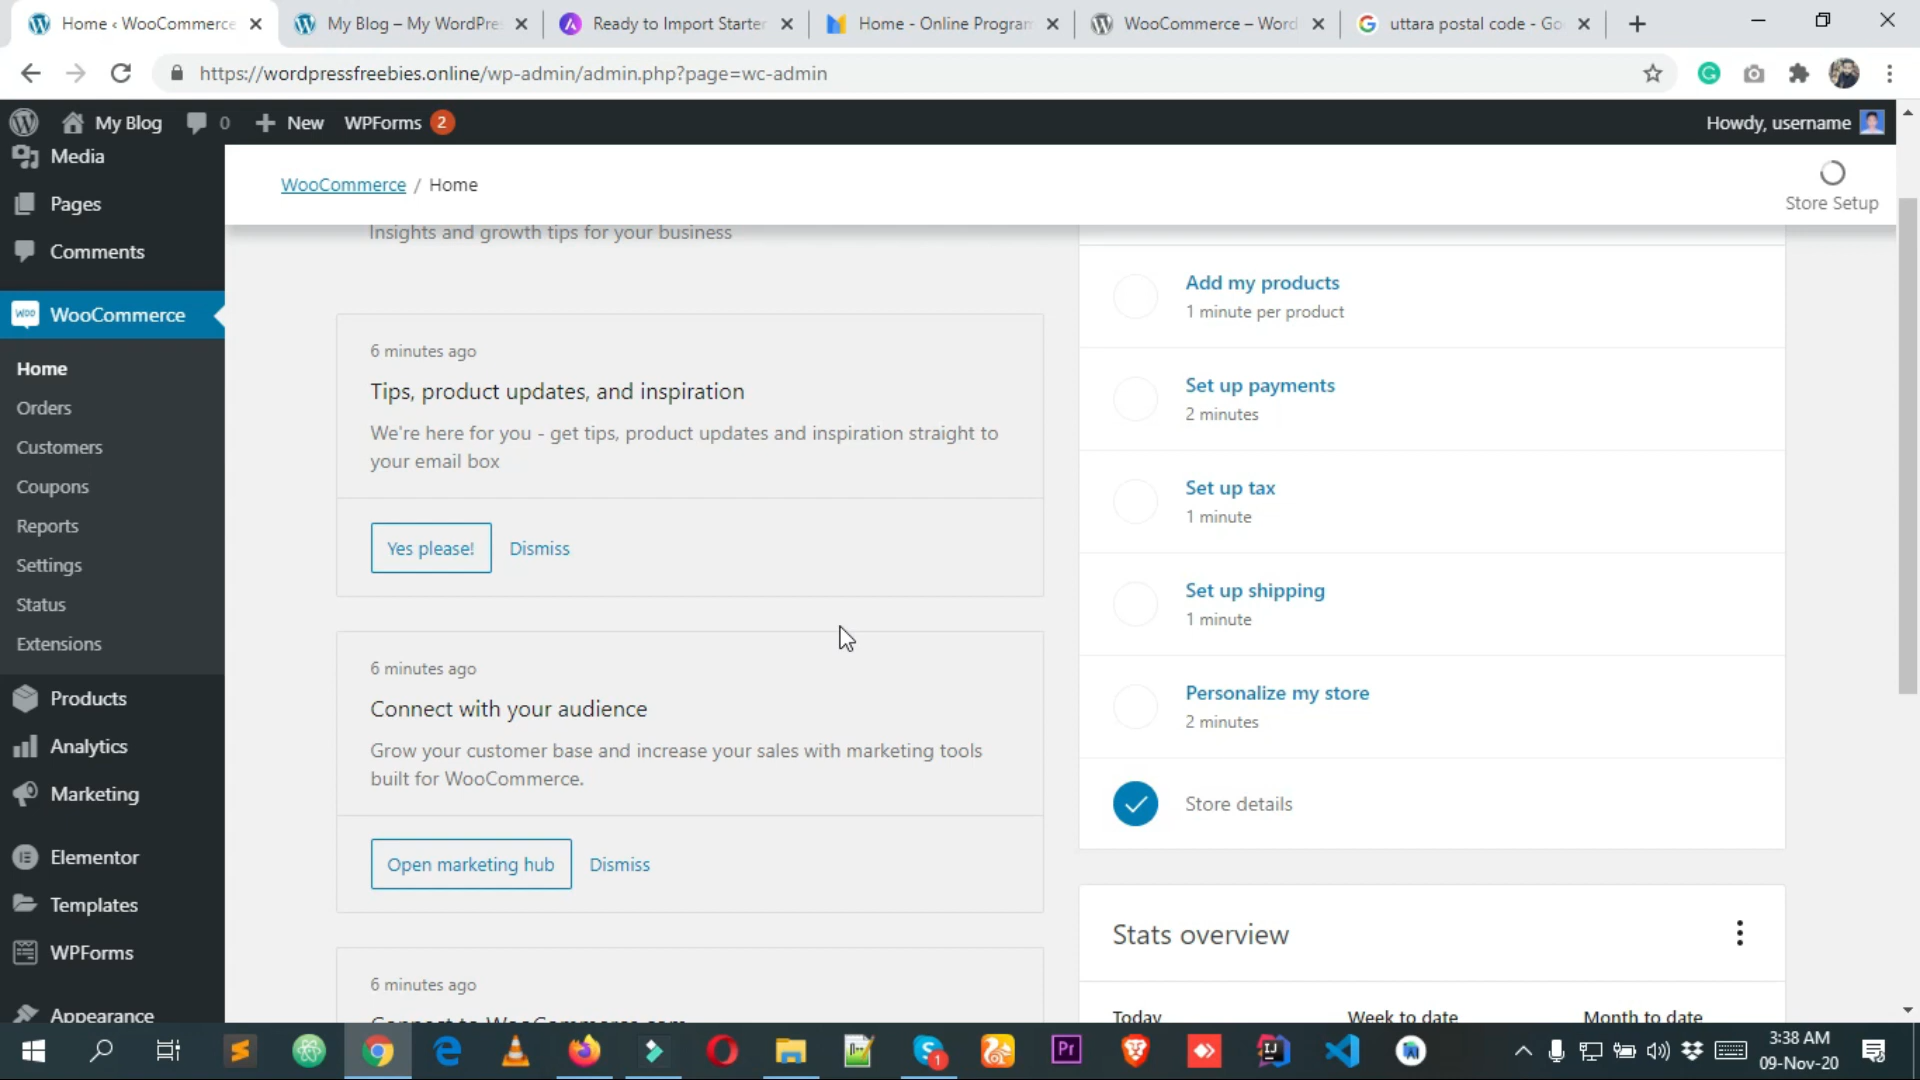 Home ‹ WooCommerce
My Blog – My WordPre
Ready to Import Starter
Home - Online Program
WooCommerce – Word
uttara postal code - Go
https://wordpressfreebies.online/wp-admin/admin.php?page=wc-admin
My Blog
0
New
WPForms
2
Howdy, username
Media
Pages
Comments
WooCommerce
Home
Orders
Customers
Coupons
Reports
Settings
Status
Extensions
Products
Analytics
Marketing
Elementor
Templates
WPForms
Appearance
WooCommerce / Home
Store Setup
Insights and growth tips for your business
6 minutes ago
Tips, product updates, and inspiration
We're here for you - get tips, product updates and inspiration straight to
your email box
Yes please!
Dismiss
6 minutes ago
Connect with your audience
Grow your customer base and increase your sales with marketing tools
built for WooCommerce.
Open marketing hub
Dismiss
6 minutes ago
Connect to WooCommerce.com
Add my products
1 minute per product
Set up payments
2 minutes
Set up tax
1 minute
Set up shipping
1 minute
Personalize my store
2 minutes
Store details
Stats overview
Today
Week to date
Month to date
3:38 AM
09-Nov-20